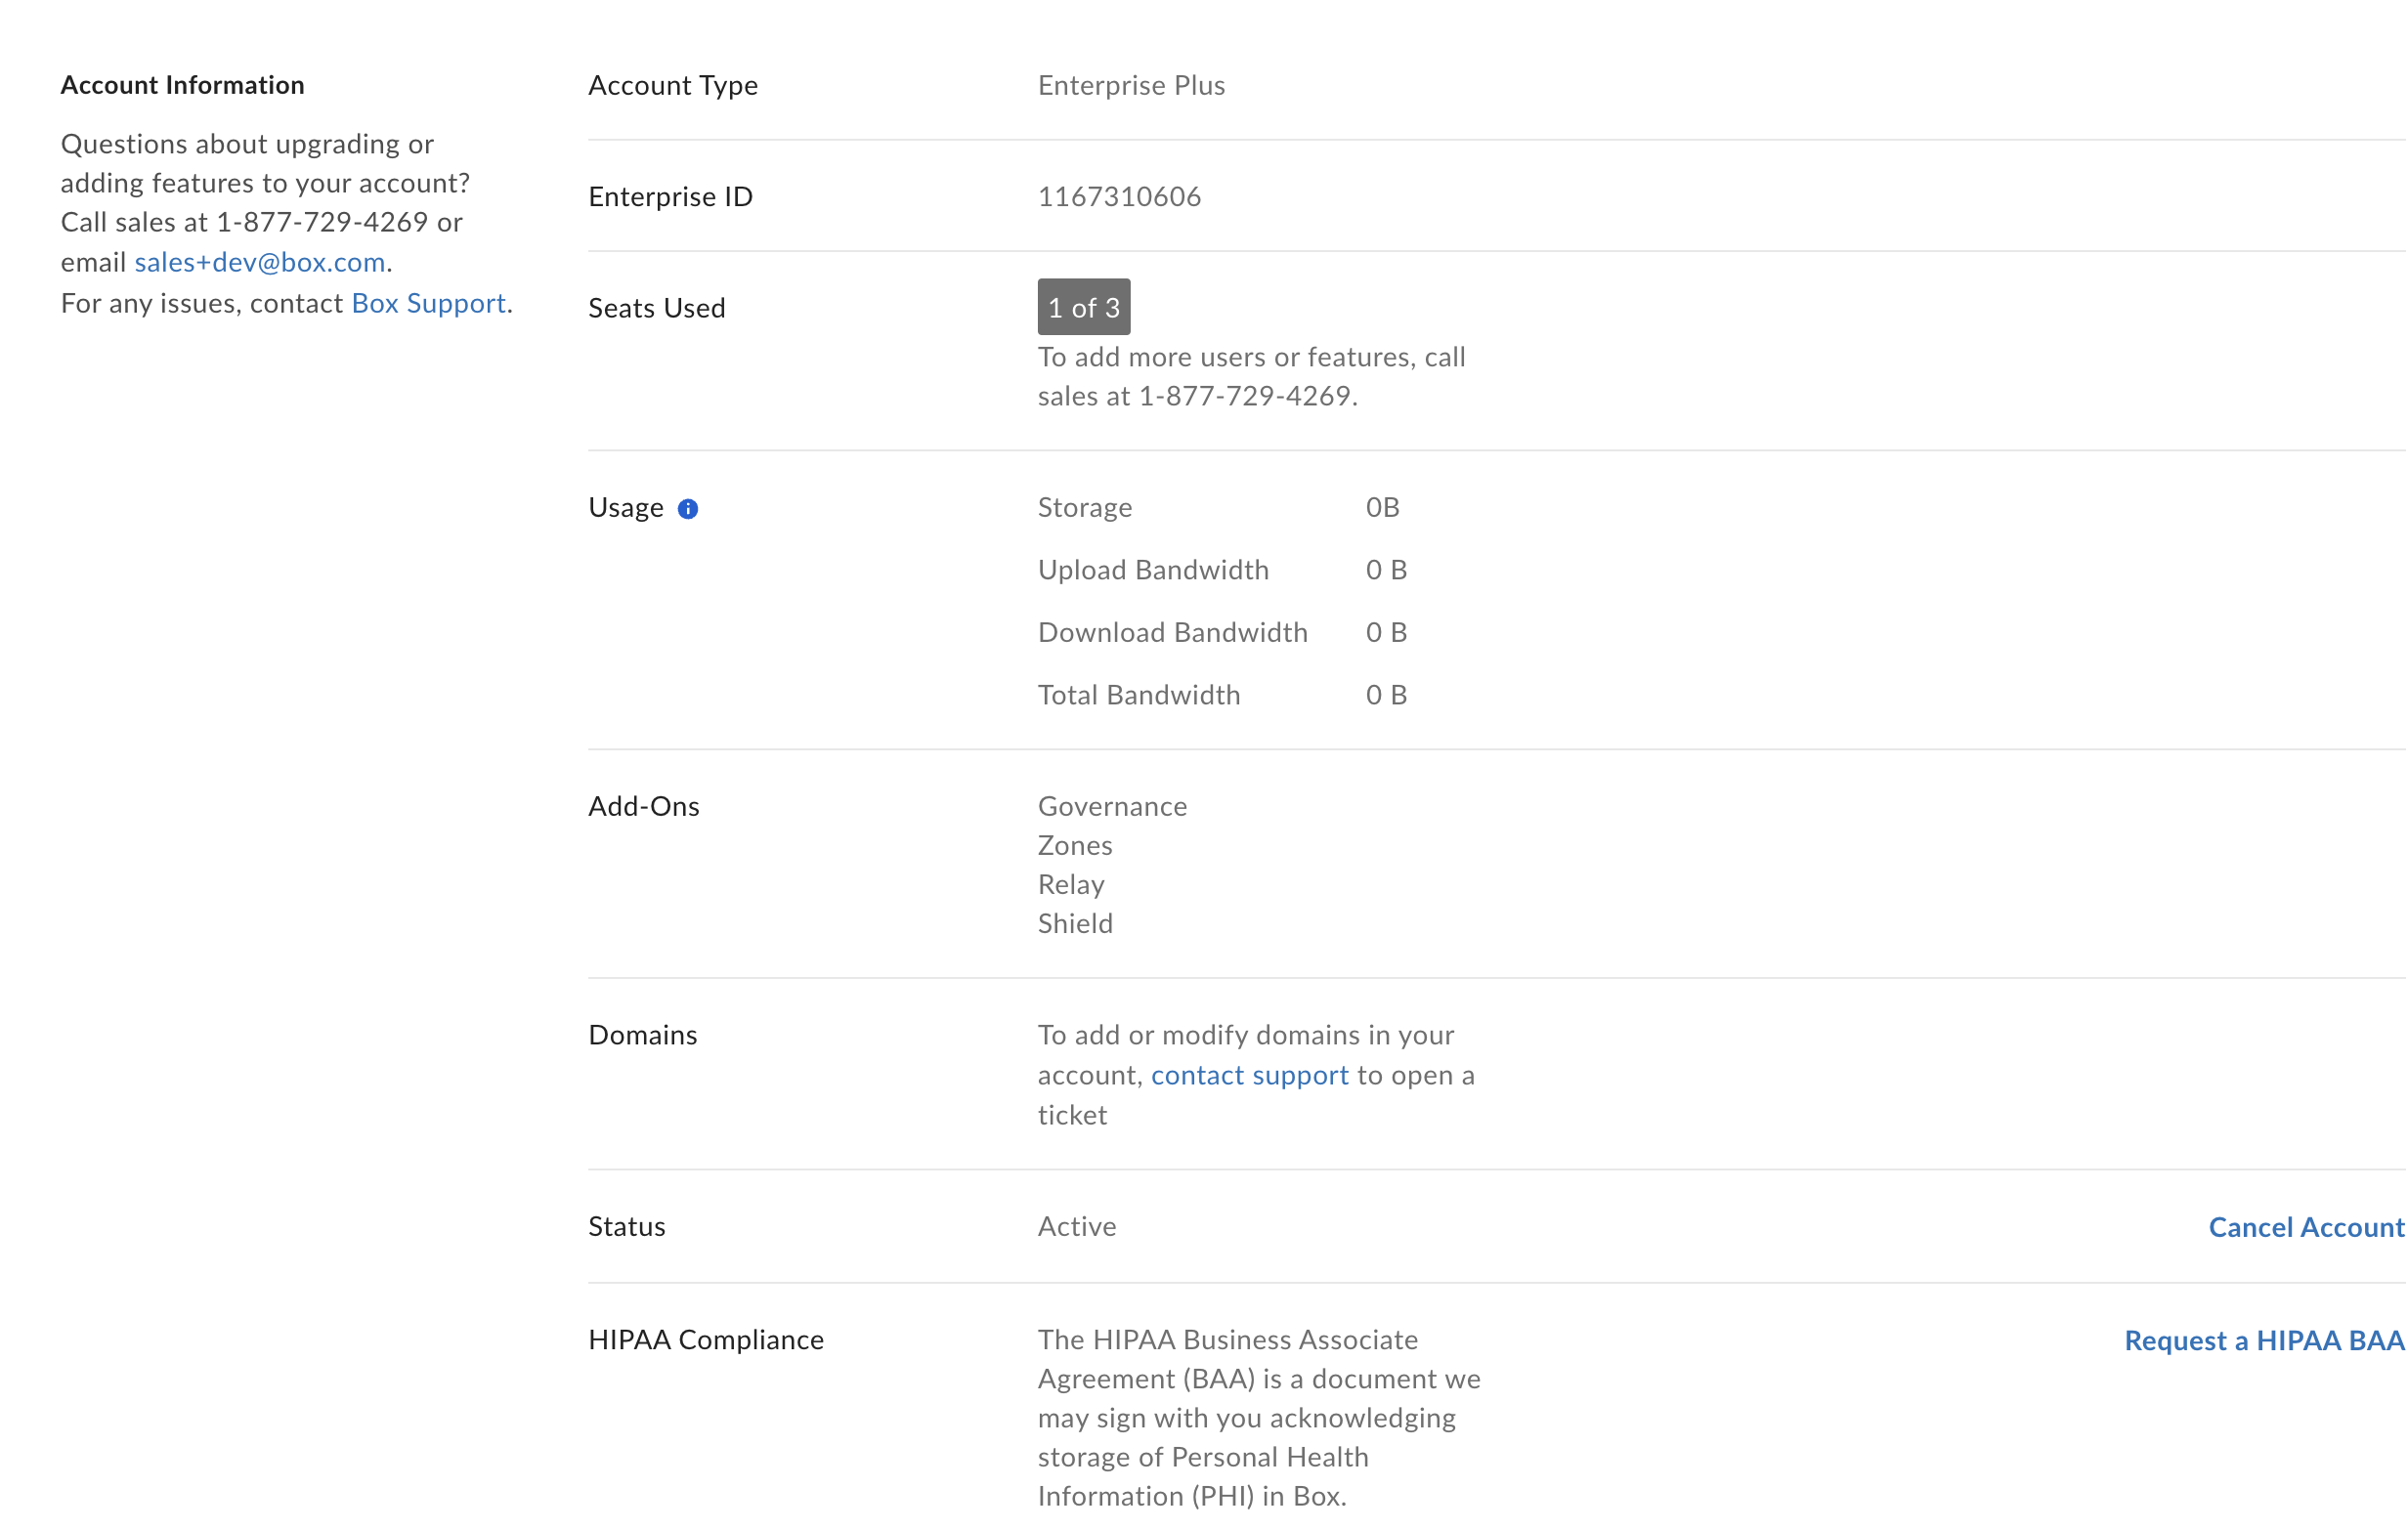 Account Information
Questions about upgrading or
adding features to your account?
Call sales at 1-877-729-4269 or
email sales+dev@box.com.
For any issues, contact Box Support.
Account Type
Enterprise Plus
Enterprise ID
1167310606
Seats Used
1 of 3
To add more users or features, call
sales at 1-877-729-4269.
Usage
Storage 0B
Upload Bandwidth 0 B
Download Bandwidth 0 B
Total Bandwidth 0 B
Add-Ons
Governance
Zones
Relay
Shield
Domains
To add or modify domains in your
account, contact support to open a
ticket
Status
Active
Cancel Account
HIPAA Compliance
The HIPAA Business Associate
Agreement (BAA) is a document we
may sign with you acknowledging
storage of Personal Health
Information (PHI) in Box.
Request a HIPAA BAA